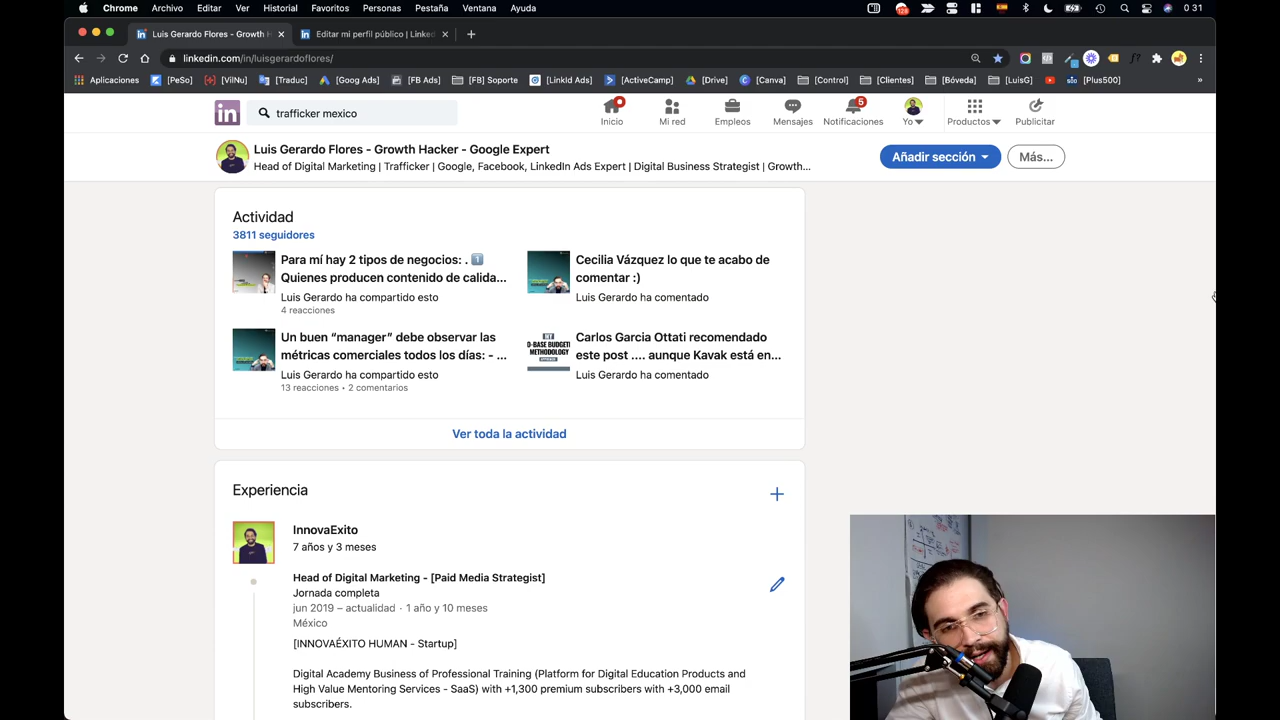 Chrome Archivo Editar Ver Historial Favoritos Personas Pestaña Ventana Ayuda 0 31
Luis Gerardo Flores - Growth H Editar mi perfil público | Linked
linkedin.com/in/luisgerardoflores/
Aplicaciones [PeSo] [VilNu] [Traduc] [Goog Ads] [FB Ads] [FB] Soporte [LinkId Ads] [ActiveCamp] [Drive] [Canva] [Control] [Clientes] [Bóveda] [LuisG] [Plus500] »
in trafficker mexico Inicio Mi red Empleos Mensajes 5 Notificaciones Yo Productos Publicitar
Luis Gerardo Flores - Growth Hacker - Google Expert
Head of Digital Marketing | Trafficker | Google, Facebook, LinkedIn Ads Expert | Digital Business Strategist | Growth...
Añadir sección Más...
Actividad
3811 seguidores
Para mí hay 2 tipos de negocios: . 1️⃣
Quienes producen contenido de calida...
Luis Gerardo ha compartido esto
4 reacciones
Cecilia Vázquez lo que te acabo de
comentar :)
Luis Gerardo ha comentado
Un buen “manager” debe observar las
métricas comerciales todos los días: - ...
Luis Gerardo ha compartido esto
13 reacciones • 2 comentarios
O-BASE BUDGET
METHODOLOGY
Carlos Garcia Ottati recomendado
este post .... aunque Kavak está en...
Luis Gerardo ha comentado
Ver toda la actividad
Experiencia
InnovaExito
7 años y 3 meses
Head of Digital Marketing - [Paid Media Strategist]
Jornada completa
jun 2019 – actualidad · 1 año y 10 meses
México
[INNOVAÉXITO HUMAN - Startup]
Digital Academy Business of Professional Training (Platform for Digital Education Products and
High Value Mentoring Services - SaaS) with +1,300 premium subscribers with +3,000 email
subscribers.